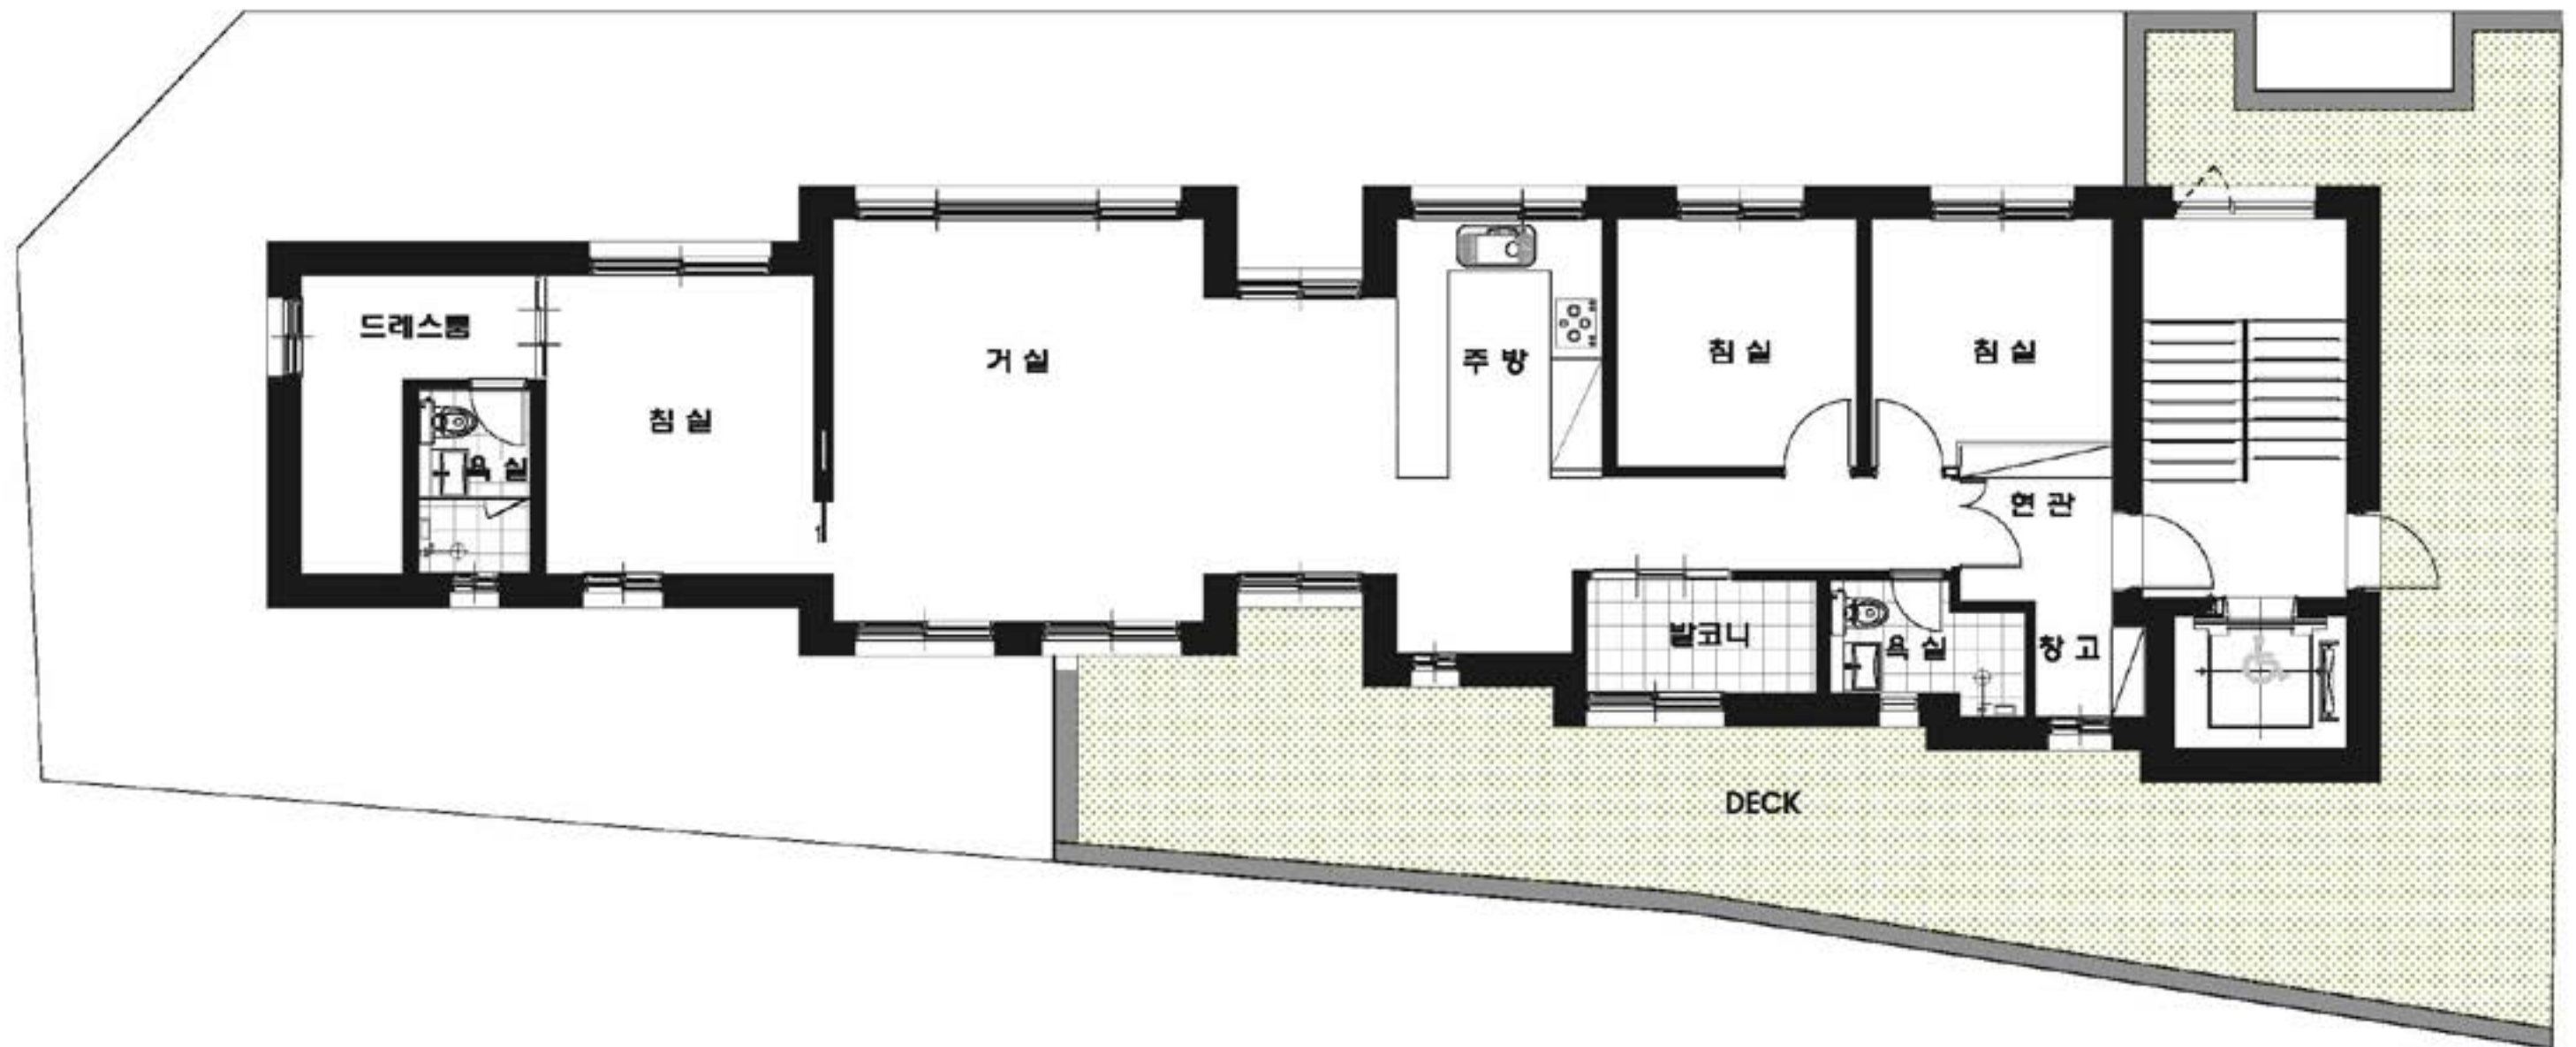 드레스룸
거 실
주 방
침 실
침 실
침 실
욕 실
현 관
발코니
욕 실
창 고
DECK